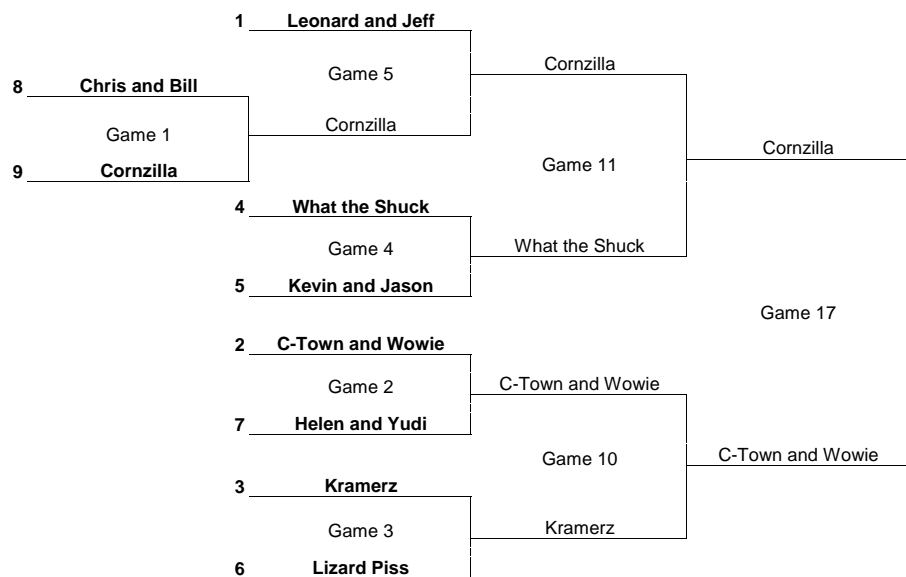 1 Leonard and Jeff
Game 5
Cornzilla
8 Chris and Bill
Game 1
Cornzilla
9 Cornzilla
Cornzilla
Game 11
4 What the Shuck
Game 4
What the Shuck
5 Kevin and Jason
Game 17
2 C-Town and Wowie
Game 2
C-Town and Wowie
7 Helen and Yudi
Game 10
C-Town and Wowie
3 Kramerz
Game 3
Kramerz
6 Lizard Piss